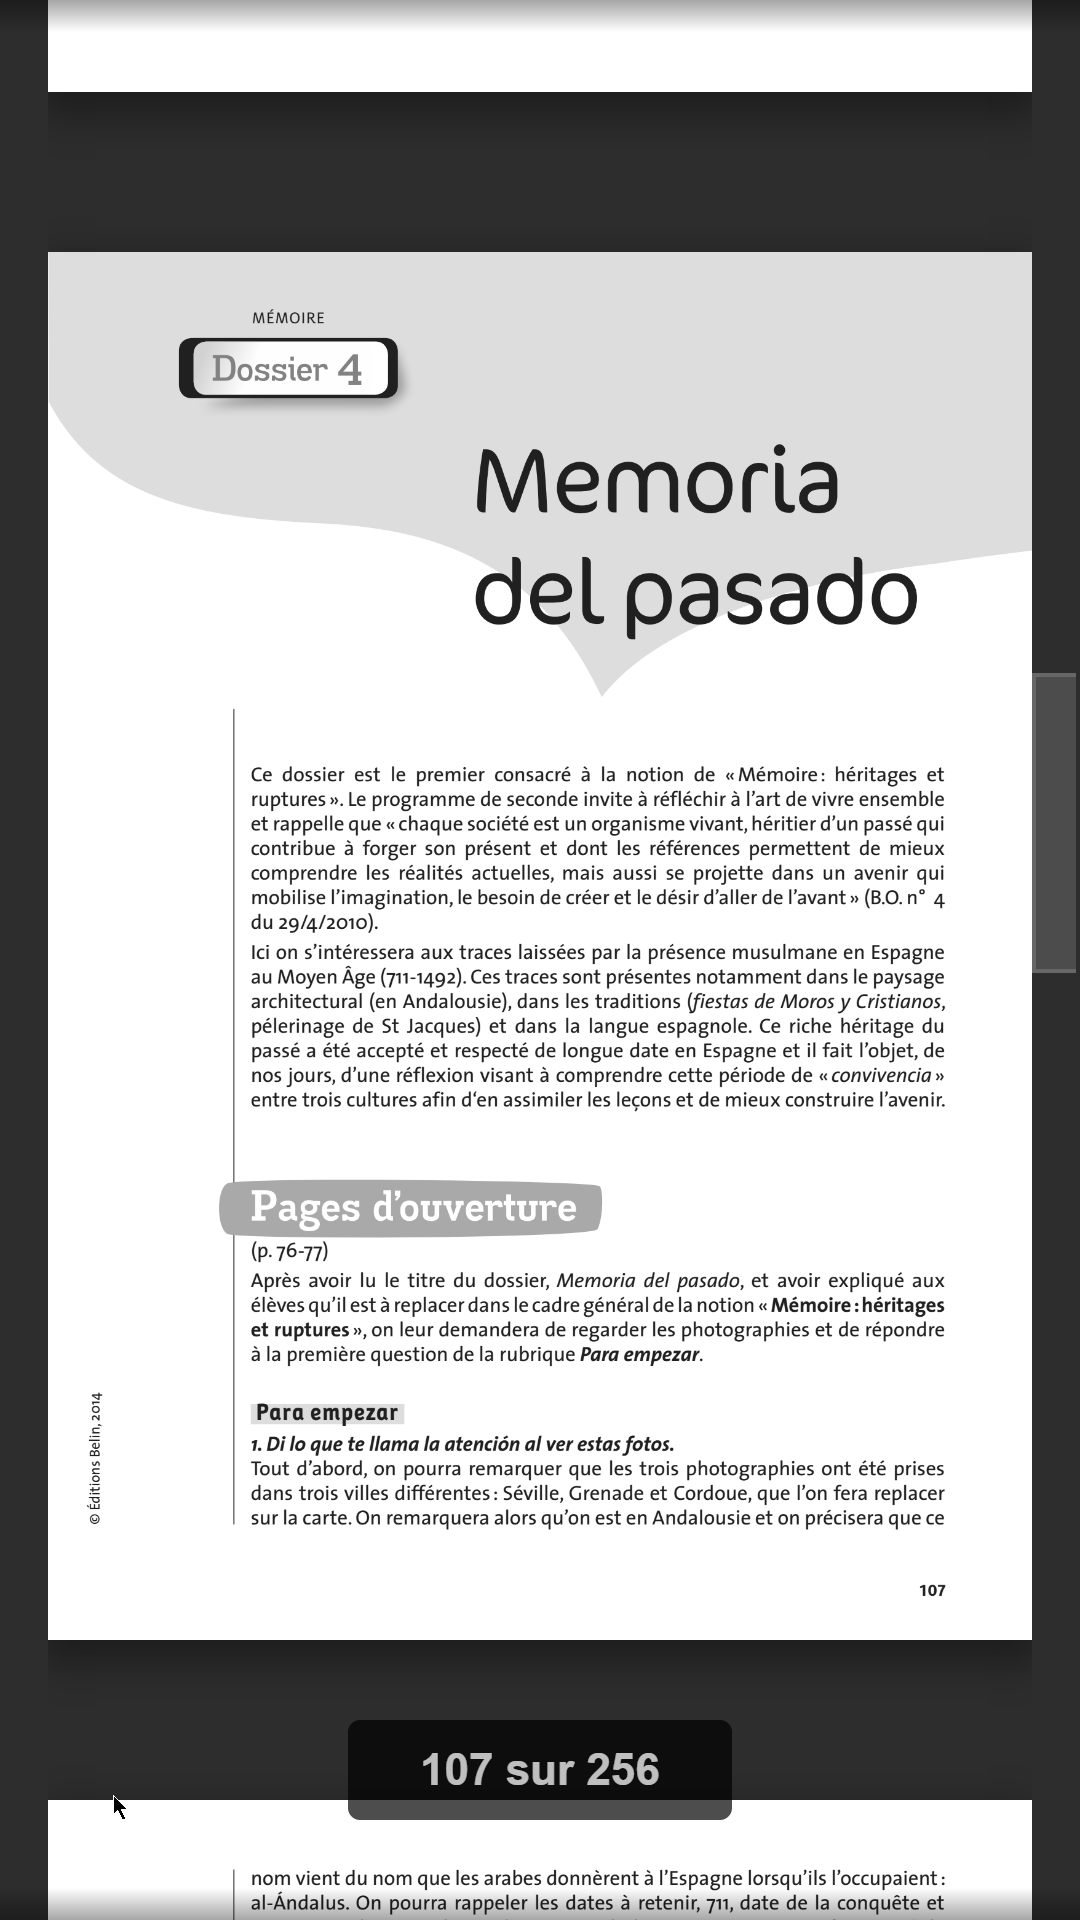 MÉMOIRE
Dossier 4
Memoria
del pasado
Ce dossier est le premier consacré à la notion de « Mémoire : héritages et
ruptures ». Le programme de seconde invite à réfléchir à l’art de vivre ensemble
et rappelle que « chaque société est un organisme vivant, héritier d’un passé qui
contribue à forger son présent et dont les références permettent de mieux
comprendre les réalités actuelles, mais aussi se projette dans un avenir qui
mobilise l’imagination, le besoin de créer et le désir d’aller de l’avant » (B.O. n° 4
du 29/4/2010).
Ici on s’intéressera aux traces laissées par la présence musulmane en Espagne
au Moyen Âge (711-1492). Ces traces sont présentes notamment dans le paysage
architectural (en Andalousie), dans les traditions (fiestas de Moros y Cristianos,
pélerinage de St Jacques) et dans la langue espagnole. Ce riche héritage du
passé a été accepté et respecté de longue date en Espagne et il fait l’objet, de
nos jours, d’une réflexion visant à comprendre cette période de « convivencia »
entre trois cultures afin d‘en assimiler les leçons et de mieux construire l’avenir.
Pages d’ouverture
(p. 76-77)
Après avoir lu le titre du dossier, Memoria del pasado, et avoir expliqué aux
élèves qu’il est à replacer dans le cadre général de la notion « Mémoire : héritages
et ruptures », on leur demandera de regarder les photographies et de répondre
à la première question de la rubrique Para empezar.
Para empezar
1. Di lo que te llama la atención al ver estas fotos.
Tout d’abord, on pourra remarquer que les trois photographies ont été prises
dans trois villes différentes : Séville, Grenade et Cordoue, que l’on fera replacer
sur la carte. On remarquera alors qu’on est en Andalousie et on précisera que ce
© Éditions Belin, 2014
107
107 sur 256
nom vient du nom que les arabes donnèrent à l’Espagne lorsqu’ils l’occupaient :
al-Ándalus. On pourra rappeler les dates à retenir, 711, date de la conquête et